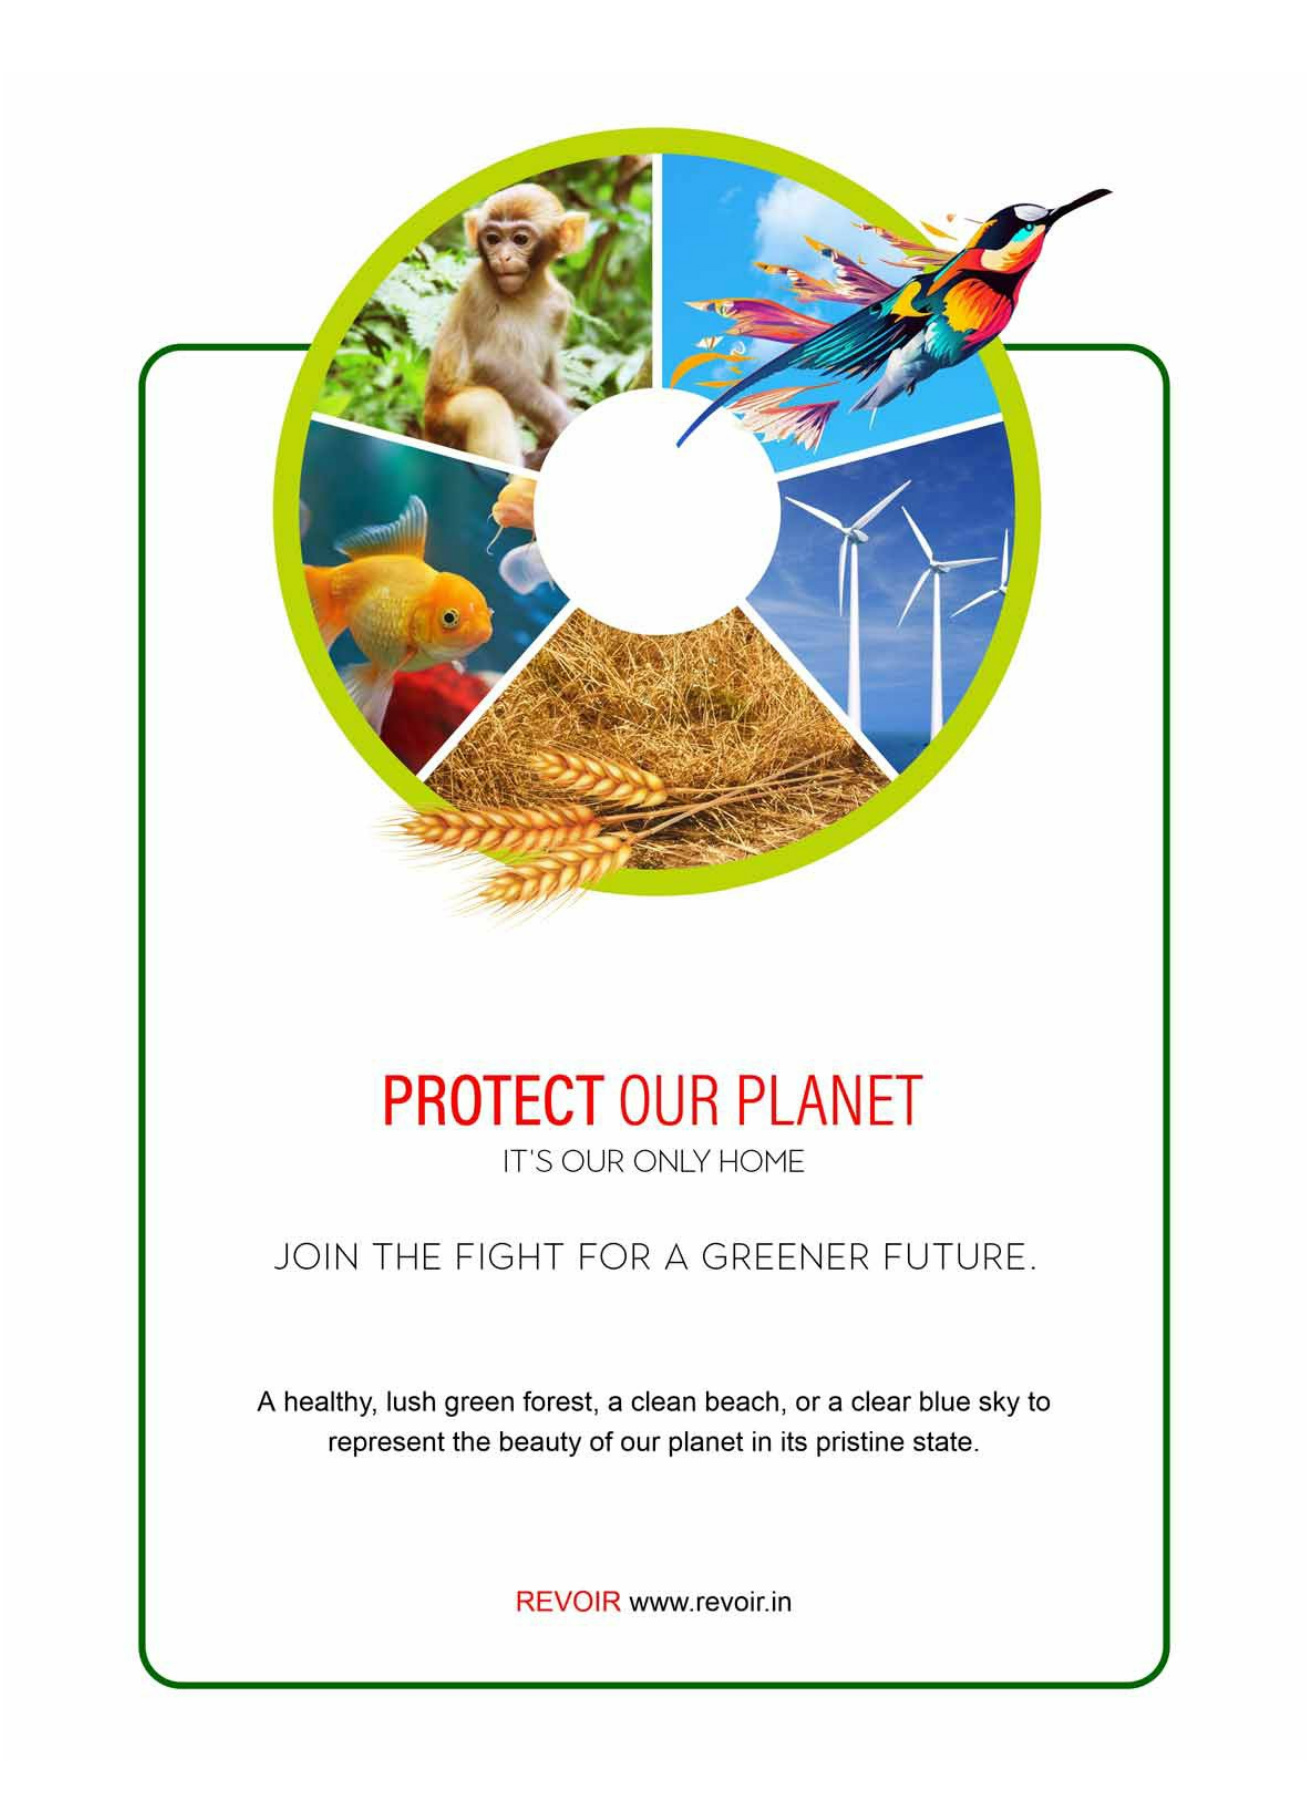 PROTECT OUR PLANET
IT'S OUR ONLY HOME
JOIN THE FIGHT FOR A GREENER FUTURE.
A healthy, lush green forest, a clean beach, or a clear blue sky to
represent the beauty of our planet in its pristine state.
REVOIR www.revoir.in